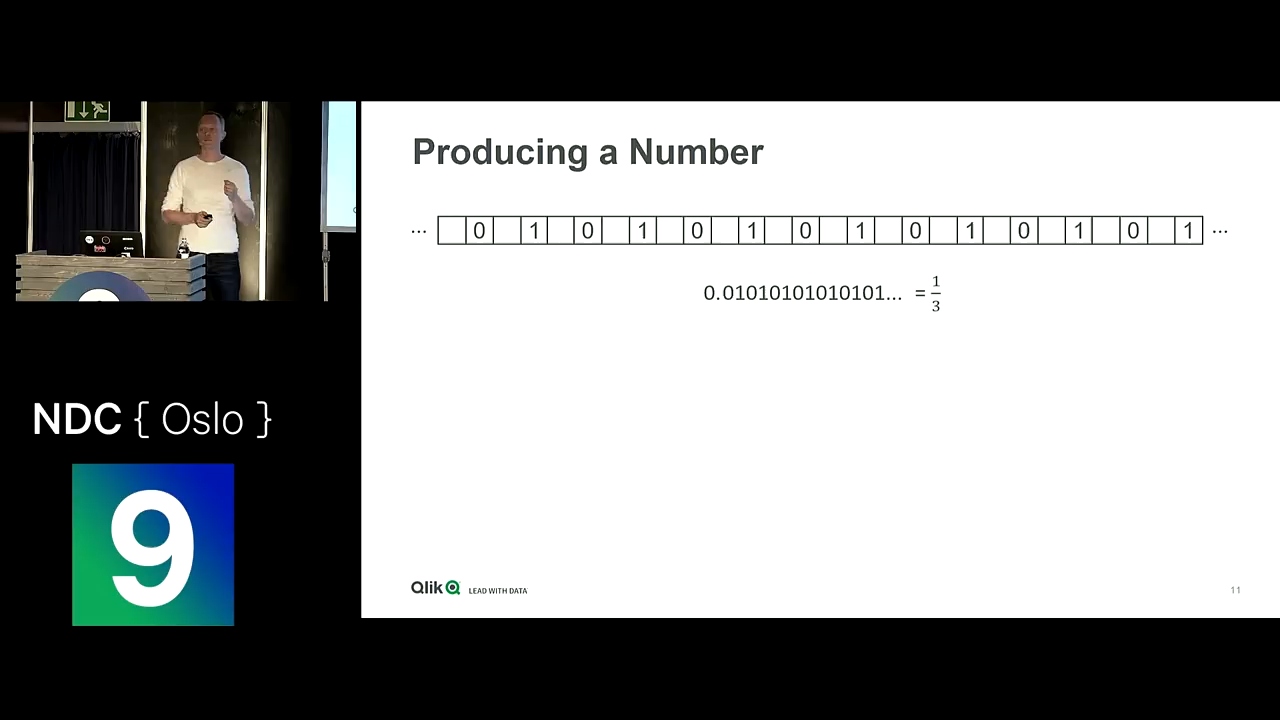 Producing a Number
... 0 1 0 1 0 1 0 1 0 1 0 1 0 1 ...
0.01010101010101... = 1/3
NDC { Oslo }
9
Qlik LEAD WITH DATA
11